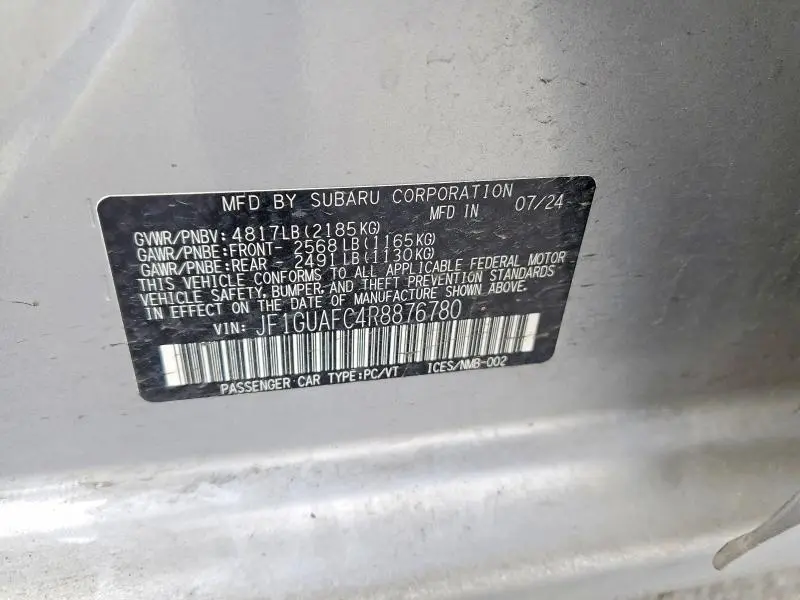 MFD BY SUBARU CORPORATION
MFD IN 07/24
GVWR/PNBV: 4817LB(2185KG)
GAWR/PNBE:FRONT- 2568LB(1165KG)
GAWR/PNBE:REAR - 2491LB(1130KG)
THIS VEHICLE CONFORMS TO ALL APPLICABLE FEDERAL MOTOR
VEHICLE SAFETY, BUMPER, AND THEFT PREVENTION STANDARDS
IN EFFECT ON THE DATE OF MANUFACTURE SHOWN ABOVE.
VIN: JF1GUAFC4R8876780
PASSENGER CAR TYPE:PC/VT ICES/NMB-002